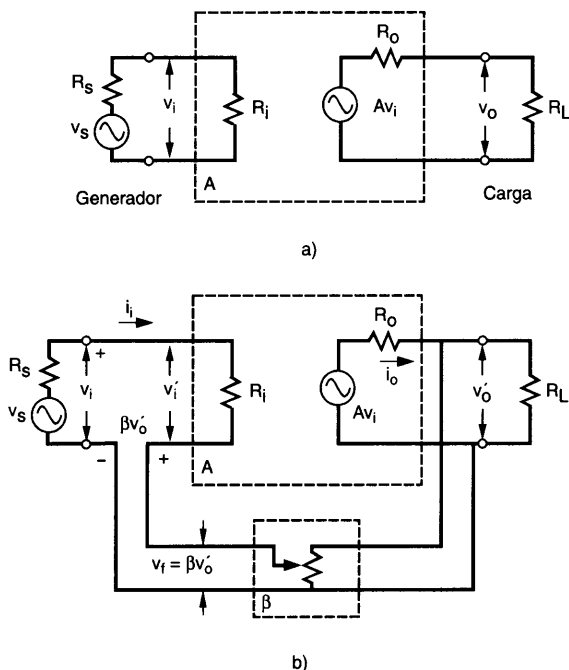 R_o
R_s
v_i
R_i
Av_i
v_o
R_L
v_s
Generador
A
Carga
a)
i_i
R_o
+
R_s
v_i
v_i′
R_i
i_o
v_o′
R_L
v_s
Av_i
βv_o′
–
+
A
v_f = βv_o′
β
b)